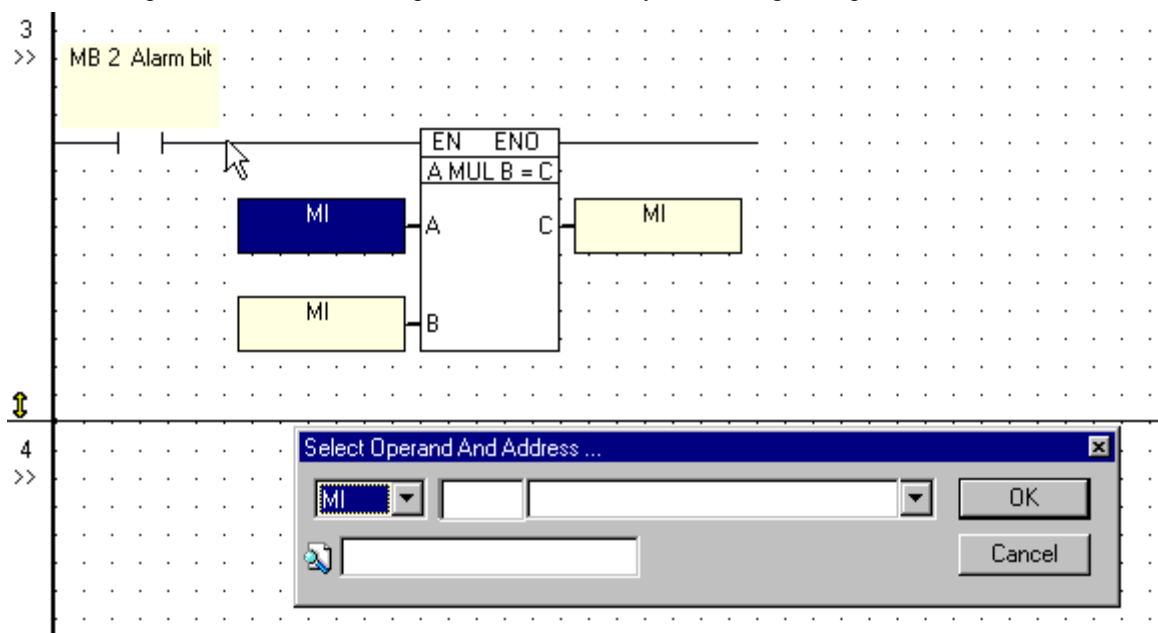 3
>>
MB 2 Alarm bit
EN ENO
A MUL B = C
MI
A C
MI
MI
B
4
>>
Select Operand And Address ...
MI
OK
Cancel